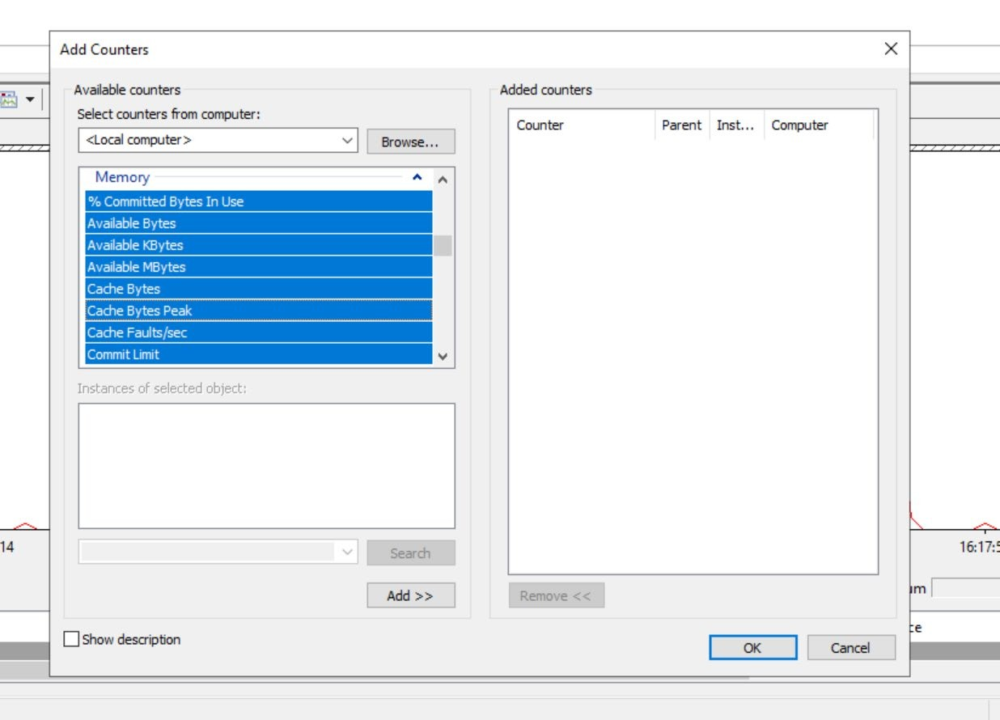 Add Counters
Available counters
Select counters from computer:
<Local computer>
Browse...
Memory
% Committed Bytes In Use
Available Bytes
Available KBytes
Available MBytes
Cache Bytes
Cache Bytes Peak
Cache Faults/sec
Commit Limit
Instances of selected object:
Search
Add >>
Show description
Added counters
Counter Parent Inst... Computer
Remove <<
OK Cancel
14
16:17:5
um
ce